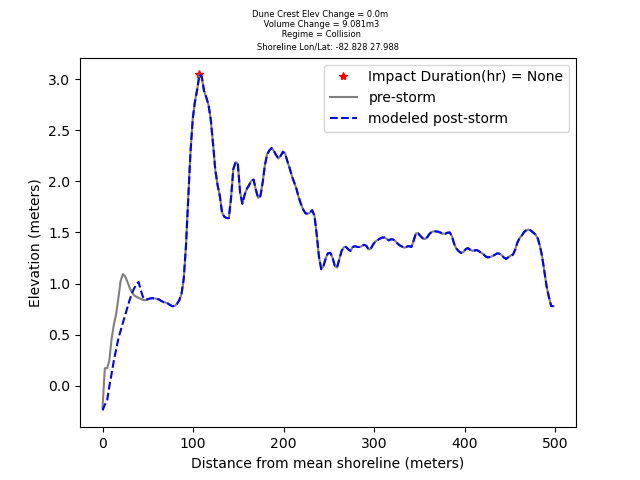 Dune Crest Elev Change = 0.0m
Volume Change = 9.081m3
Regime = Collision
Shoreline Lon/Lat: -82.828 27.988
Impact Duration(hr) = None
pre-storm
modeled post-storm
Elevation (meters)
3.0
2.5
2.0
1.5
1.0
0.5
0.0
0 100 200 300 400 500
Distance from mean shoreline (meters)